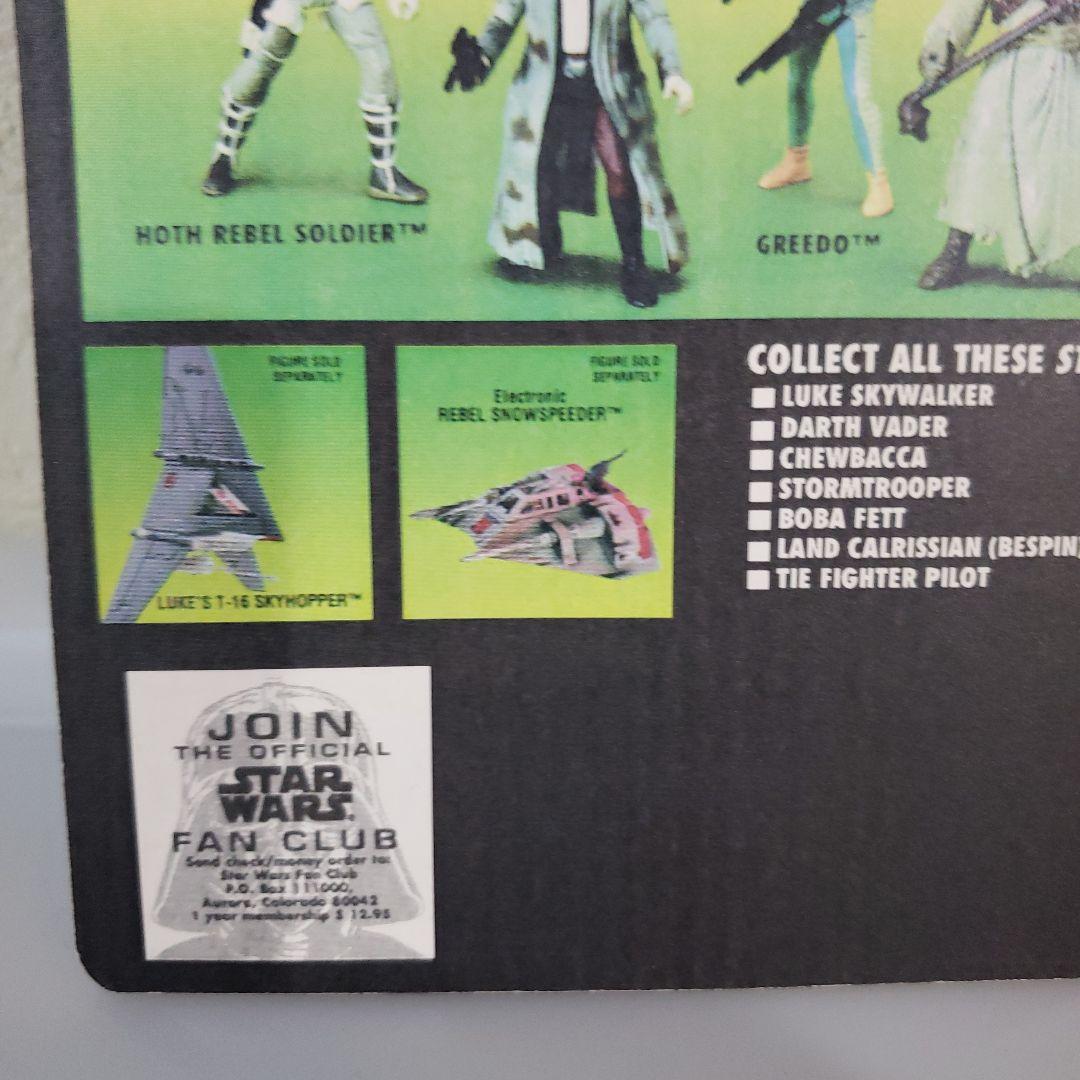 HOTH REBEL SOLDIER™
GREEDO™
FIGURE SOLD
SEPARATELY
LUKE'S T-16 SKYHOPPER™
FIGURE SOLD
SEPARATELY
Electronic
REBEL SNOWSPEEDER™
COLLECT ALL THESE ST
LUKE SKYWALKER
DARTH VADER
CHEWBACCA
STORMTROOPER
BOBA FETT
LAND CALRISSIAN (BESPIN)
TIE FIGHTER PILOT
JOIN
THE OFFICIAL
STAR
WARS
FAN CLUB
Send check/money order to:
Star Wars Fan Club
P.O. Box 111000,
Aurora, Colorado 80042
1 year membership $ 12.95